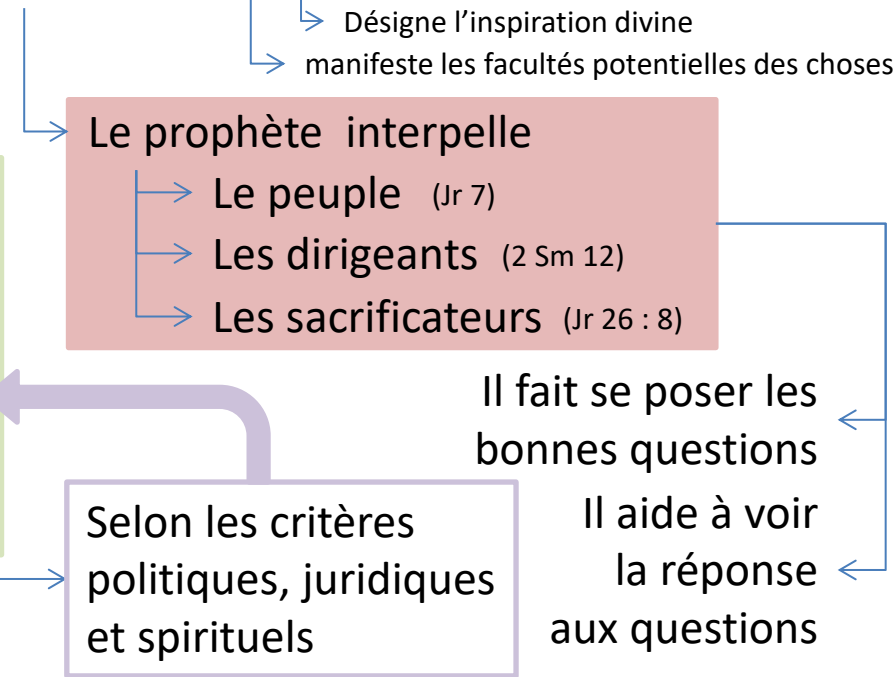 Désigne l’inspiration divine
manifeste les facultés potentielles des choses
Le prophète interpelle
Le peuple (Jr 7)
Les dirigeants (2 Sm 12)
Les sacrificateurs (Jr 26 : 8)
Il fait se poser les
bonnes questions
Selon les critères
politiques, juridiques
et spirituels
Il aide à voir
la réponse
aux questions